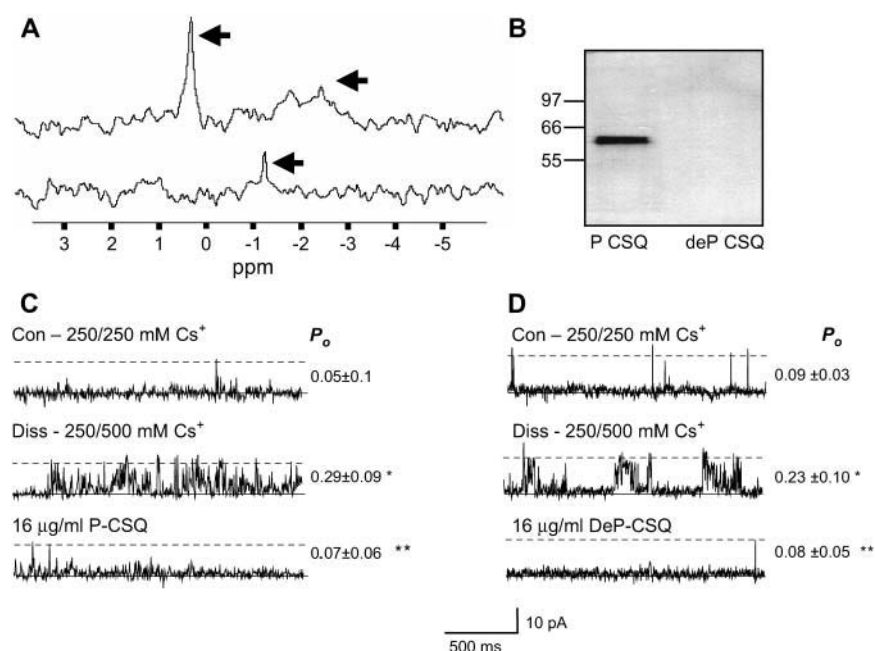 A
3 2 1 0 -1 -2 -3 -4 -5
ppm
B
97
66
55
P CSQ deP CSQ
C
Con – 250/250 mM Cs⁺ Pₒ
0.05±0.1
Diss - 250/500 mM Cs⁺
0.29±0.09 *
16 µg/ml P-CSQ
0.07±0.06 **
D
Con – 250/250 mM Cs⁺ Pₒ
0.09 ±0.03
Diss - 250/500 mM Cs⁺
0.23 ±0.10 *
16 µg/ml DeP-CSQ
0.08 ±0.05 **
10 pA
500 ms